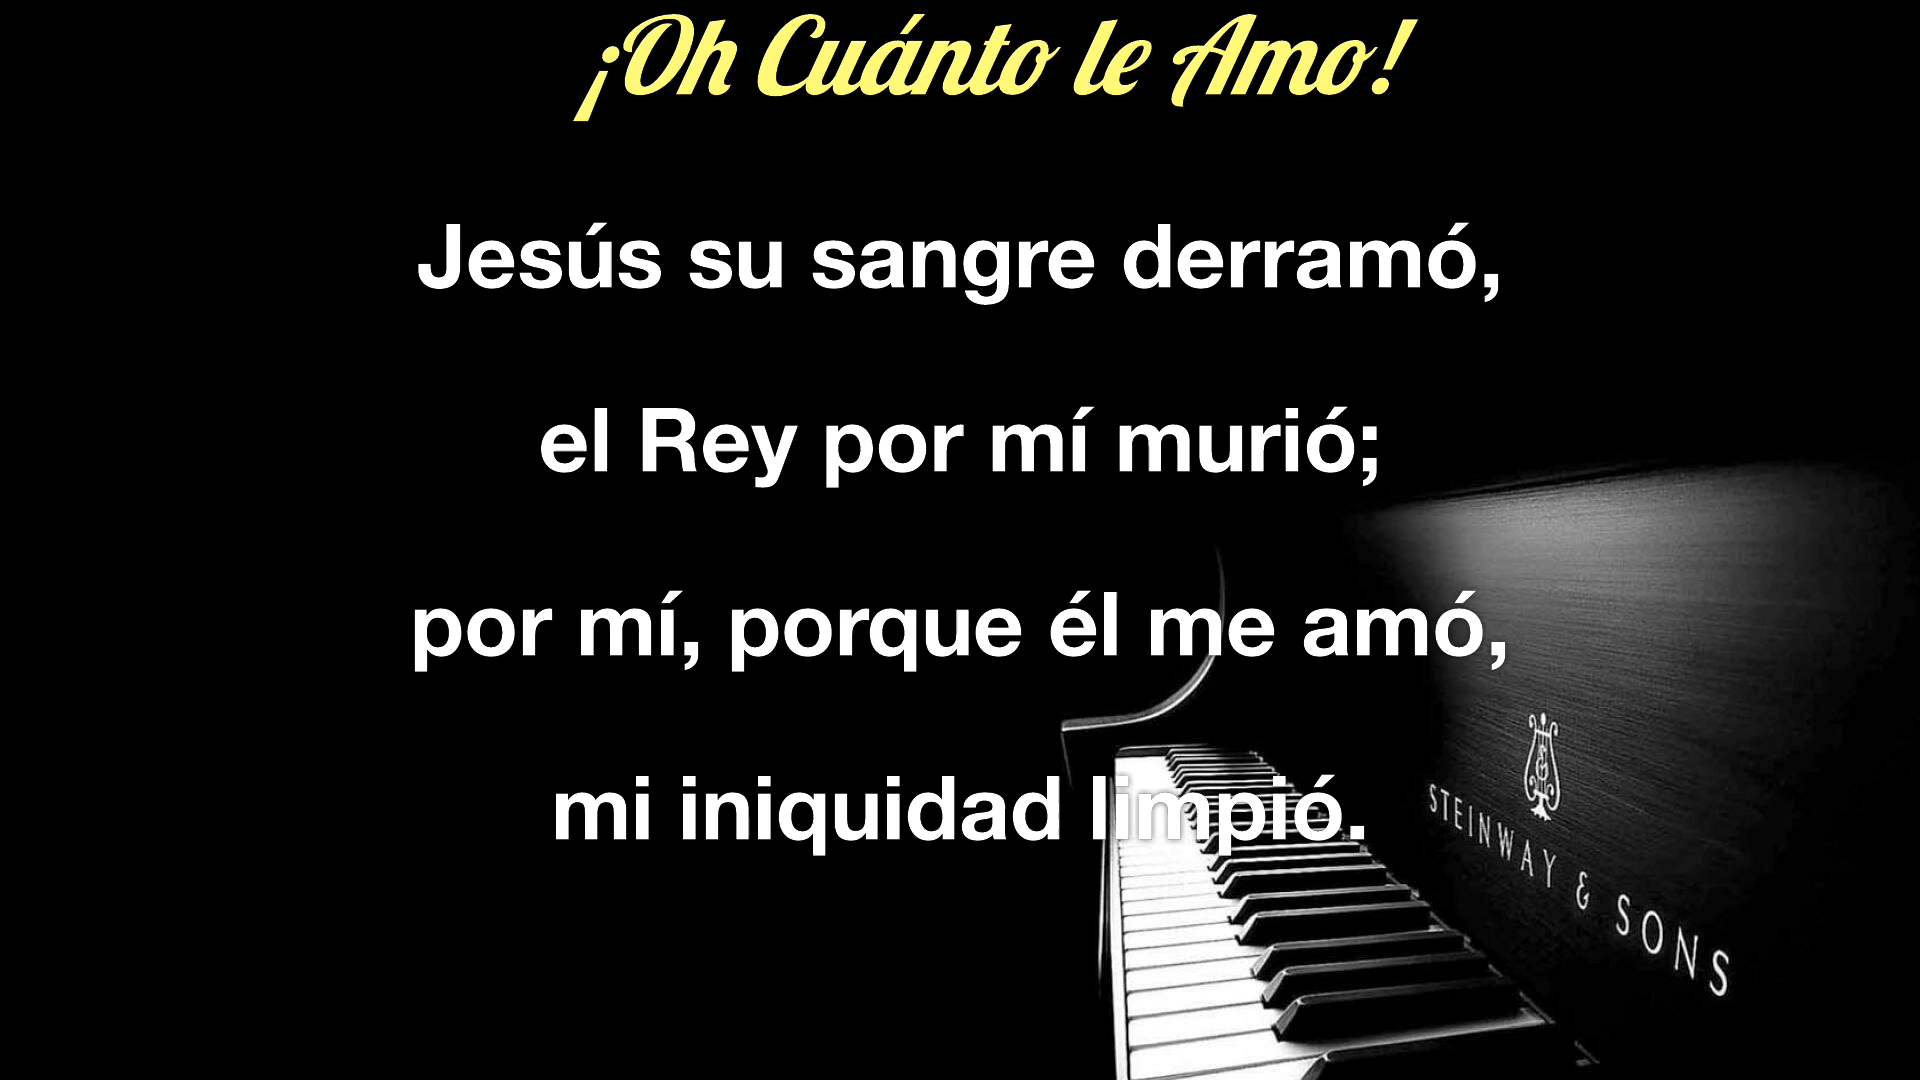 ¡Oh Cuánto le Amo!
Jesús su sangre derramó,
el Rey por mí murió;
por mí, porque él me amó,
mi iniquidad limpió.
STEINWAY & SONS